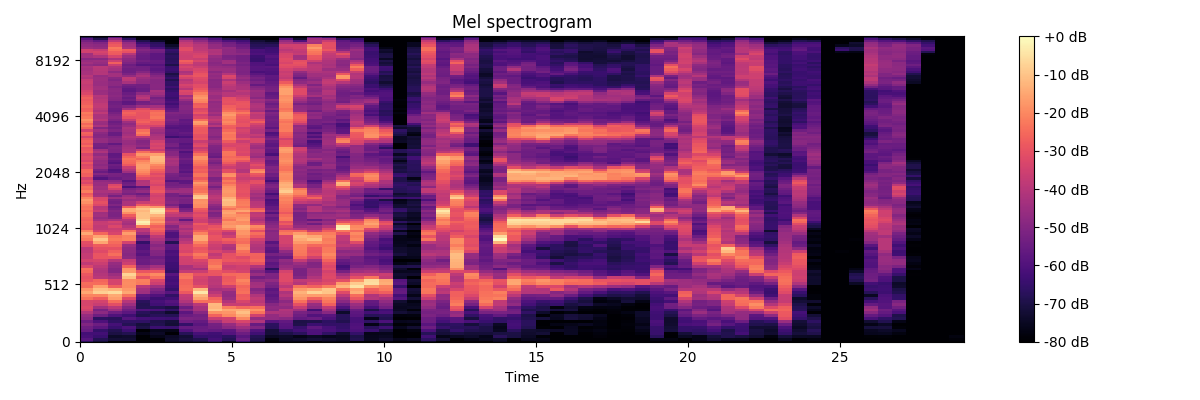 Mel spectrogram
Hz
8192
4096
2048
1024
512
0
0 5 10 15 20 25
Time
+0 dB
-10 dB
-20 dB
-30 dB
-40 dB
-50 dB
-60 dB
-70 dB
-80 dB